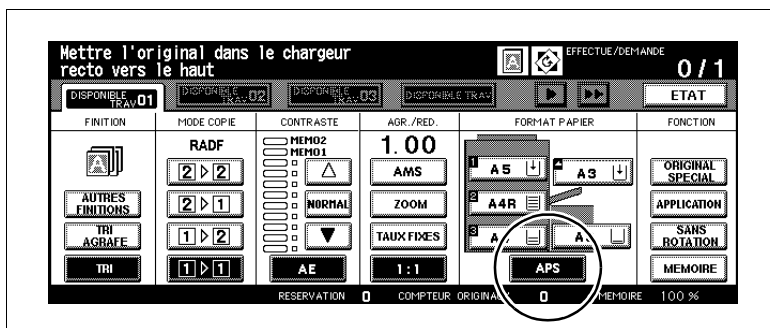 Mettre l'original dans le chargeur
recto vers le haut
EFFECTUE/DEMANDE
0/1
DISPONIBLE TRAV 01
DISPONIBLE TRAV. 02
DISPONIBLE TRAV. 03
DISPONIBLE TRAV
ETAT
FINITION
MODE COPIE
CONTRASTE
AGR./RED.
FORMAT PAPIER
FONCTION
AUTRES
FINITIONS
TRI
AGRAFE
TRI
RADF
2 ▷ 2
2 ▷ 1
1 ▷ 2
1 ▷ 1
MEMO2
MEMO1
NORMAL
AE
1.00
AMS
ZOOM
TAUX FIXES
1:1
1 A5
A3
2 A4R
3
APS
ORIGINAL
SPECIAL
APPLICATION
SANS
ROTATION
MEMOIRE
RESERVATION 0 COMPTEUR ORIGINAUX 0 MEMOIRE 100 %